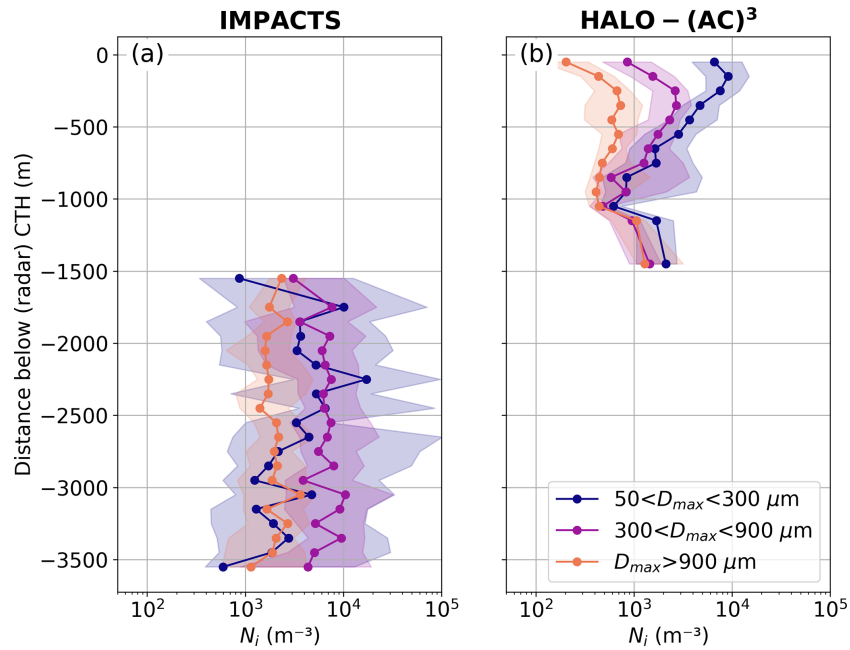 IMPACTS
HALO − (AC)³
(a)
(b)
Distance below (radar) CTH (m)
0
−500
−1000
−1500
−2000
−2500
−3000
−3500
10² 10³ 10⁴ 10⁵
10² 10³ 10⁴ 10⁵
Nᵢ (m⁻³)
Nᵢ (m⁻³)
50<Dₘₐₓ<300 μm
300<Dₘₐₓ<900 μm
Dₘₐₓ>900 μm